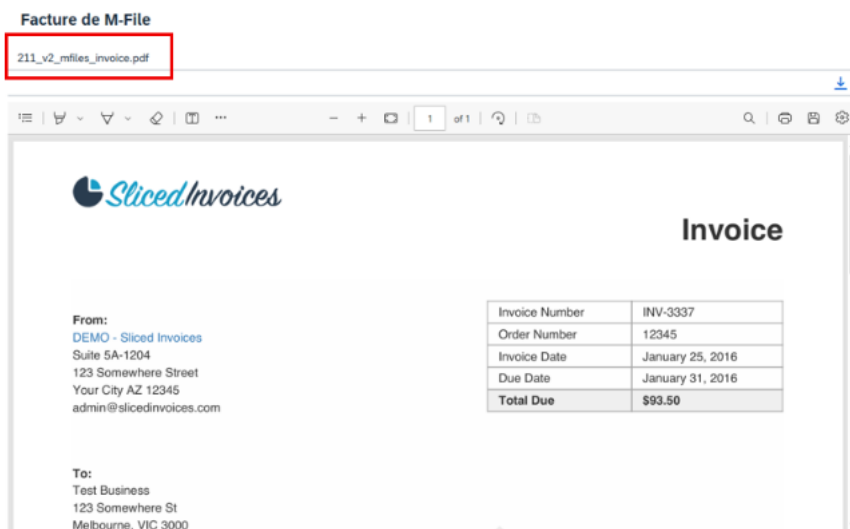 Facture de M-File
211_v2_mfiles_invoice.pdf
1 of 1
Sliced Invoices
Invoice
From:
DEMO - Sliced Invoices
Suite 5A-1204
123 Somewhere Street
Your City AZ 12345
admin@slicedinvoices.com
Invoice Number INV-3337
Order Number 12345
Invoice Date January 25, 2016
Due Date January 31, 2016
Total Due $93.50
To:
Test Business
123 Somewhere St
Melbourne, VIC 3000